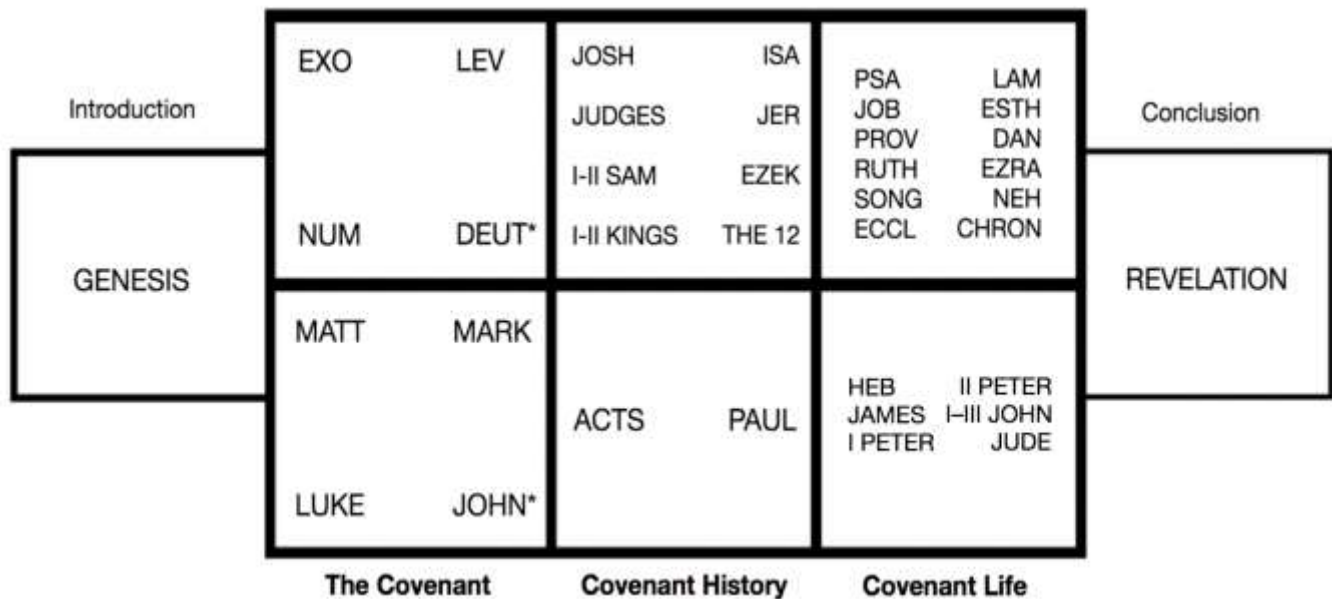 Introduction
GENESIS
EXO LEV
NUM DEUT*
JOSH ISA
JUDGES JER
I-II SAM EZEK
I-II KINGS THE 12
PSA LAM
JOB ESTH
PROV DAN
RUTH EZRA
SONG NEH
ECCL CHRON
MATT MARK
LUKE JOHN*
ACTS PAUL
HEB II PETER
JAMES I–III JOHN
I PETER JUDE
Conclusion
REVELATION
The Covenant
Covenant History
Covenant Life